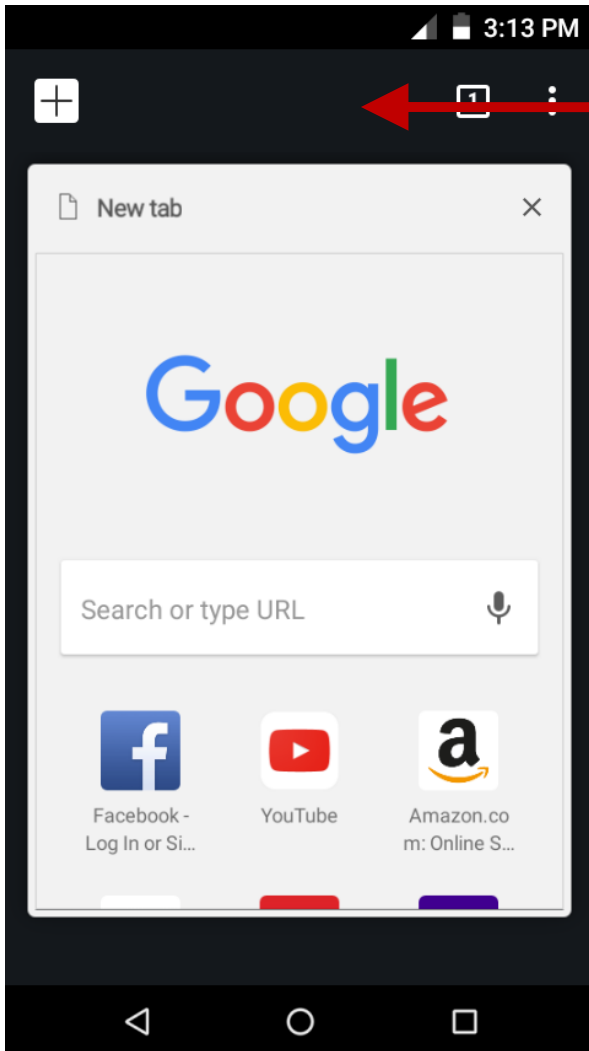 3:13 PM
1
New tab
Google
Search or type URL
f
a
Facebook -
Log In or Si...
YouTube
Amazon.co
m: Online S...